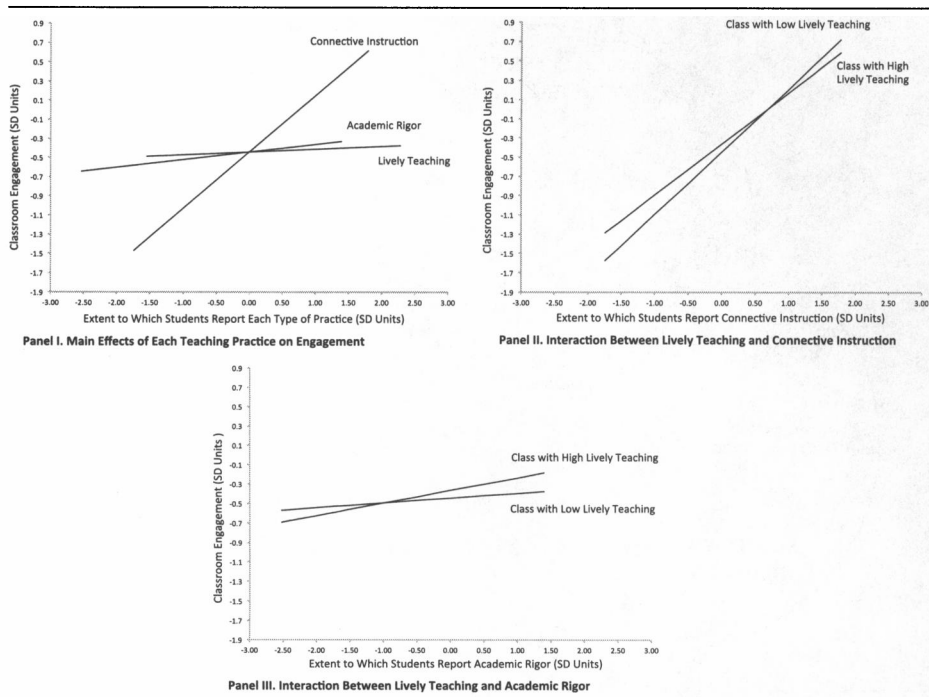 0.9
0.7
0.5
0.3
0.1
-0.1
-0.3
-0.5
-0.7
-0.9
-1.1
-1.3
-1.5
-1.7
-1.9
Classroom Engagement (SD Units)
Connective Instruction
Academic Rigor
Lively Teaching
-3.00 -2.50 -2.00 -1.50 -1.00 -0.50 0.00 0.50 1.00 1.50 2.00 2.50 3.00
Extent to Which Students Report Each Type of Practice (SD Units)
Panel I. Main Effects of Each Teaching Practice on Engagement
0.9
0.7
0.5
0.3
0.1
-0.1
-0.3
-0.5
-0.7
-0.9
-1.1
-1.3
-1.5
-1.7
-1.9
Classroom Engagement (SD Units)
Class with Low Lively Teaching
Class with High
Lively Teaching
-3.00 -2.50 -2.00 -1.50 -1.00 -0.50 0.00 0.50 1.00 1.50 2.00 2.50 3.00
Extent to Which Students Report Connective Instruction (SD Units)
Panel II. Interaction Between Lively Teaching and Connective Instruction
0.9
0.7
0.5
0.3
0.1
-0.1
-0.3
-0.5
-0.7
-0.9
-1.1
-1.3
-1.5
-1.7
-1.9
Classroom Engagement (SD Units )
Class with High Lively Teaching
Class with Low Lively Teaching
-3.00 -2.50 -2.00 -1.50 -1.00 -0.50 0.00 0.50 1.00 1.50 2.00 2.50 3.00
Extent to Which Students Report Academic Rigor (SD Units)
Panel III. Interaction Between Lively Teaching and Academic Rigor